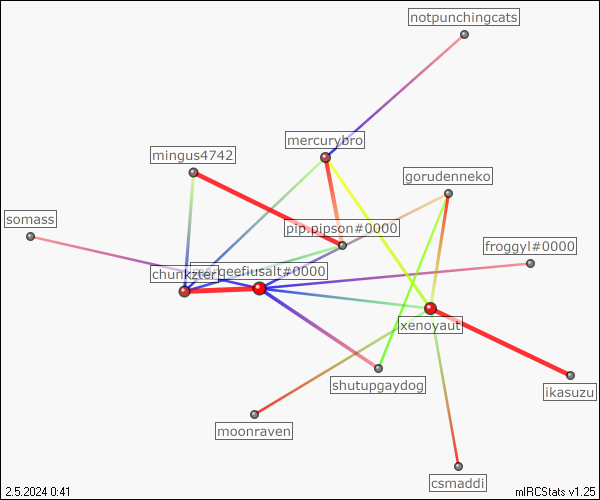 notpunchingcats
mercurybro
mingus4742
gorudenneko
somass
pip.pipson#0000
froggyl#0000
chunkzter
geefirsalt#0000
xenoyaut
shutupgaydog
ikasuzu
moonraven
csmaddi
2.5.2024 0:41
mIRCStats v1.25